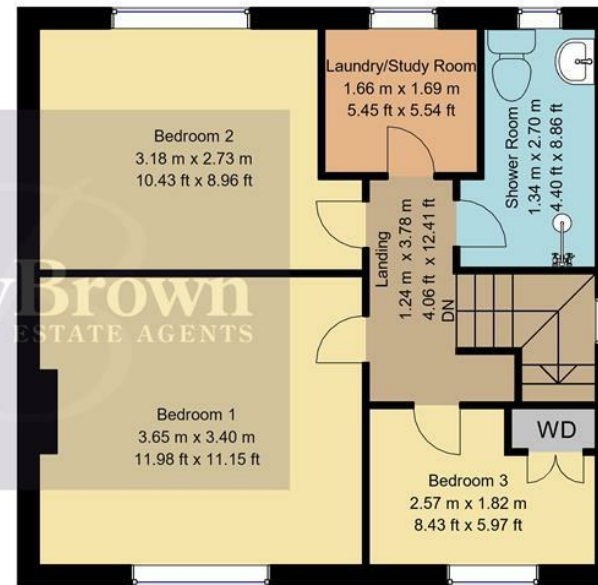 Laundry/Study Room
1.66 m x 1.69 m
5.45 ft x 5.54 ft
Bedroom 2
3.18 m x 2.73 m
10.43 ft x 8.96 ft
Shower Room
1.34 m x 2.70 m
4.40 ft x 8.86 ft
Landing
1.24 m x 3.78 m
4.06 ft x 12.41 ft
DN
yBrown
ESTATE AGENTS
Bedroom 1
3.65 m x 3.40 m
11.98 ft x 11.15 ft
WD
Bedroom 3
2.57 m x 1.82 m
8.43 ft x 5.97 ft